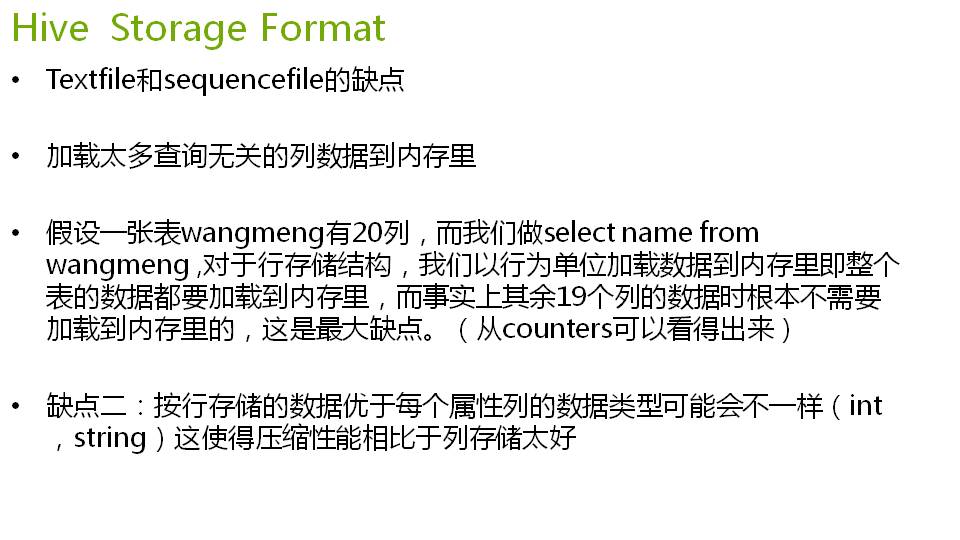 Hive  Storage Format
• Textfile和sequencefile的缺点
• 加载太多查询无关的列数据到内存里
• 假设一张表wangmeng有20列，而我们做select name from
wangmeng ,对于行存储结构，我们以行为单位加载数据到内存里即整个
表的数据都要加载到内存里，而事实上其余19个列的数据时根本不需要
加载到内存里的，这是最大缺点。（从counters可以看得出来）
• 缺点二：按行存储的数据优于每个属性列的数据类型可能会不一样（int
，string）这使得压缩性能相比于列存储太好